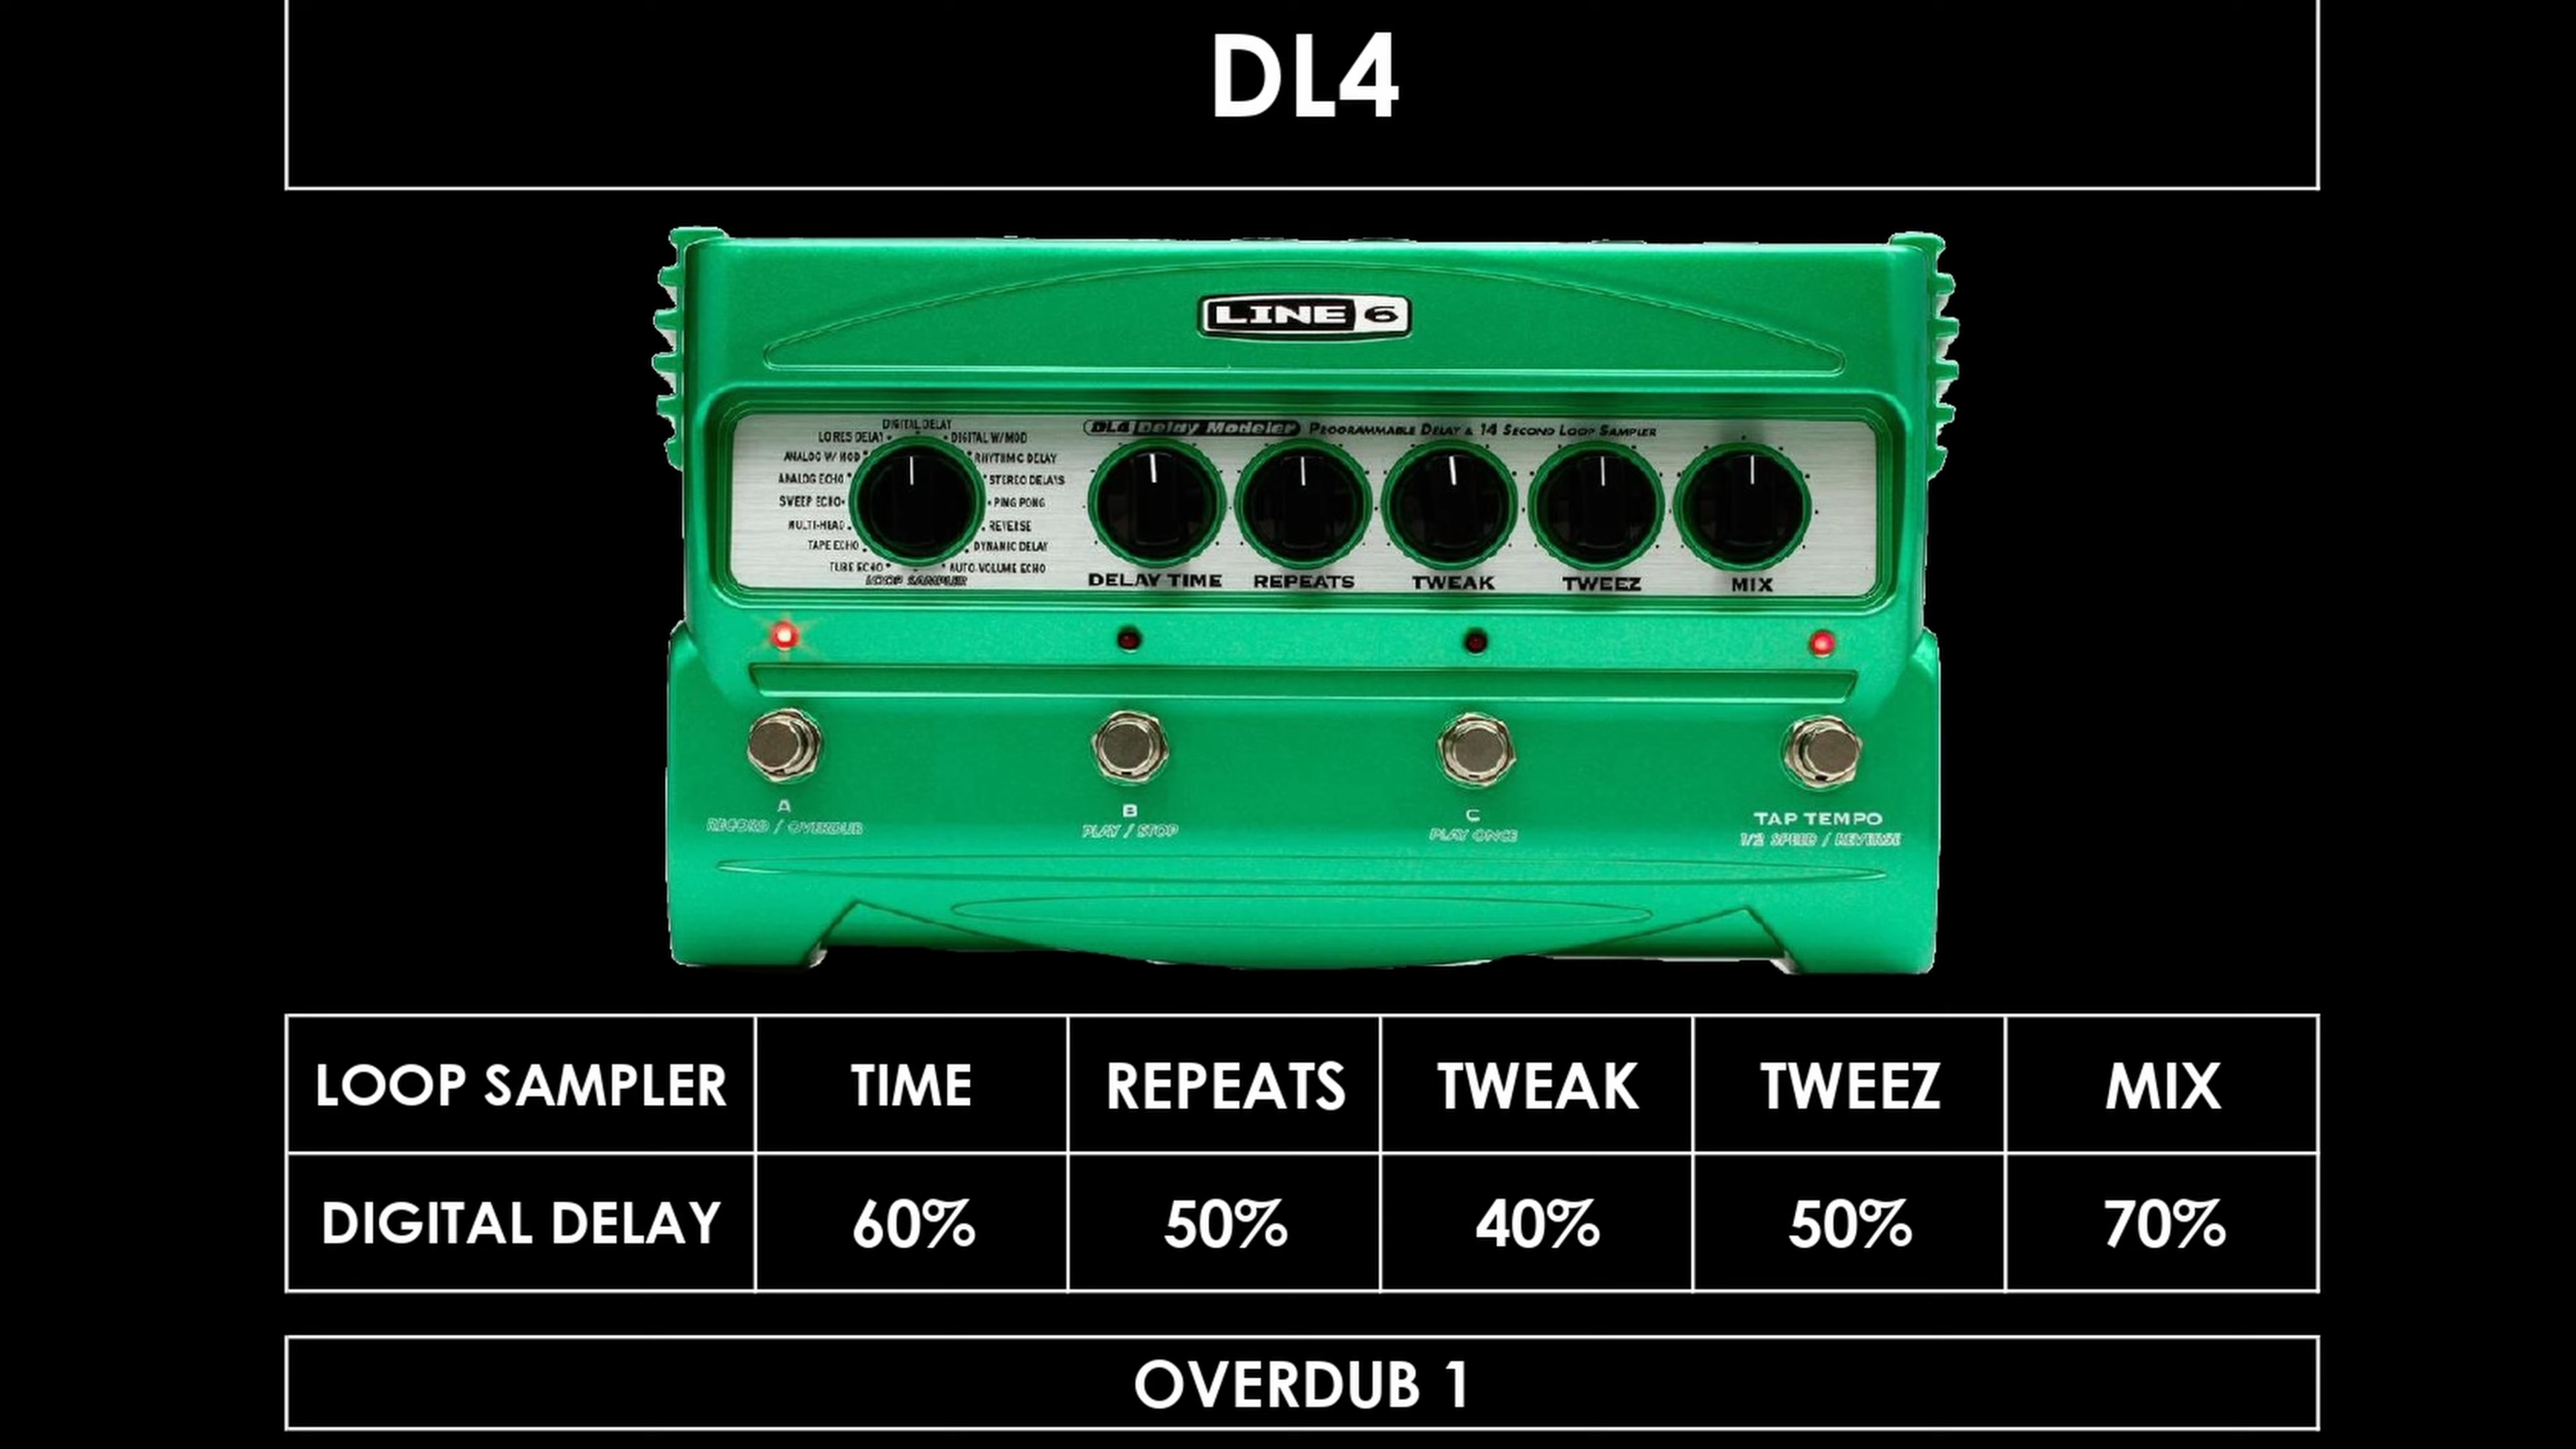 DL4
LINE 6
DIGITAL DELAY
LO RES DELAY
DIGITAL W/MOD
ANALOG W/ MOD
RHYTHMIC DELAY
ANALOG ECHO
STEREO DELAYS
SWEEP ECHO
PING PONG
MULTI-HEAD
REVERSE
TAPE ECHO
DYNAMIC DELAY
TUBE ECHO
AUTO-VOLUME ECHO
LOOP SAMPLER
DL4 Delay Modeler PROGRAMMABLE DELAY & 14 SECOND LOOP SAMPLER
DELAY TIME REPEATS TWEAK TWEEZ MIX
A
RECORD / OVERDUB
B
PLAY / STOP
C
PLAY ONCE
TAP TEMPO
1/2 SPEED / REVERSE
LOOP SAMPLER TIME REPEATS TWEAK TWEEZ MIX
DIGITAL DELAY 60% 50% 40% 50% 70%
OVERDUB 1